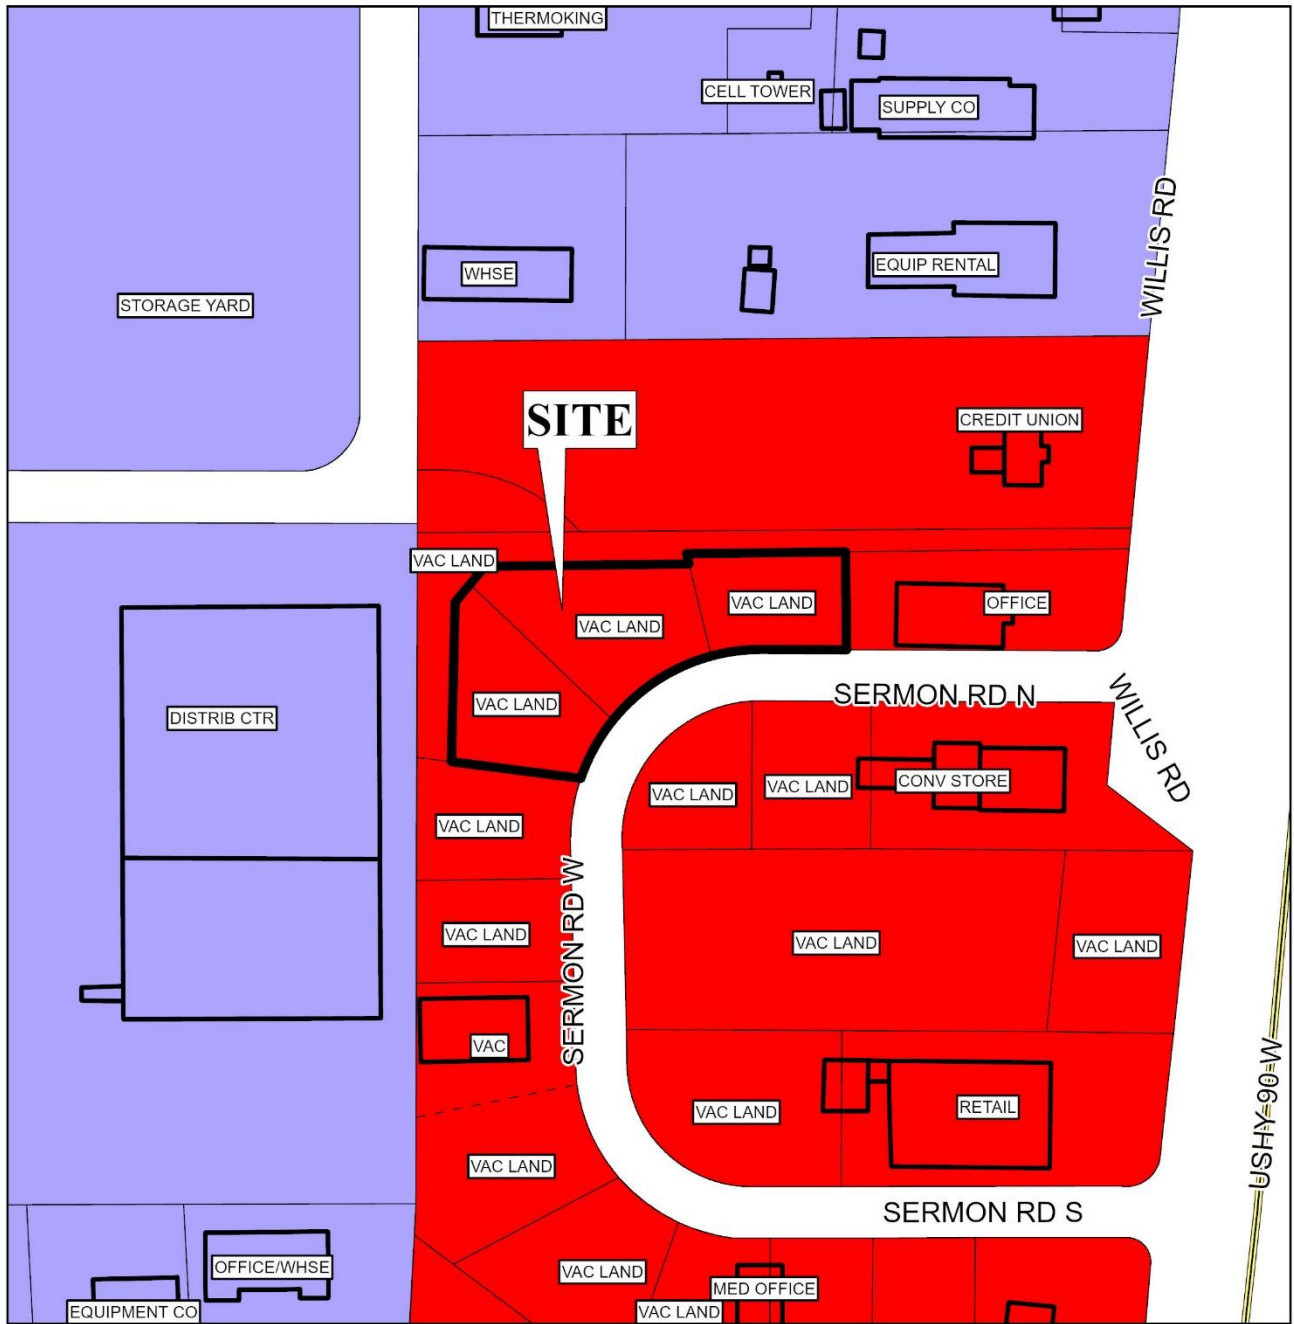 THERMOKING
CELL TOWER
SUPPLY CO
WILLIS RD
WHSE
EQUIP RENTAL
STORAGE YARD
SITE
CREDIT UNION
VAC LAND
VAC LAND
VAC LAND
OFFICE
VAC LAND
SERMON RD N
WILLIS RD
DISTRIB CTR
VAC LAND
VAC LAND
CONV STORE
VAC LAND
SERMON RD W
VAC LAND
VAC LAND
VAC LAND
VAC
VAC LAND
RETAIL
USHY 90 W
VAC LAND
SERMON RD S
OFFICE/WHSE
VAC LAND
MED OFFICE
EQUIPMENT CO
VAC LAND